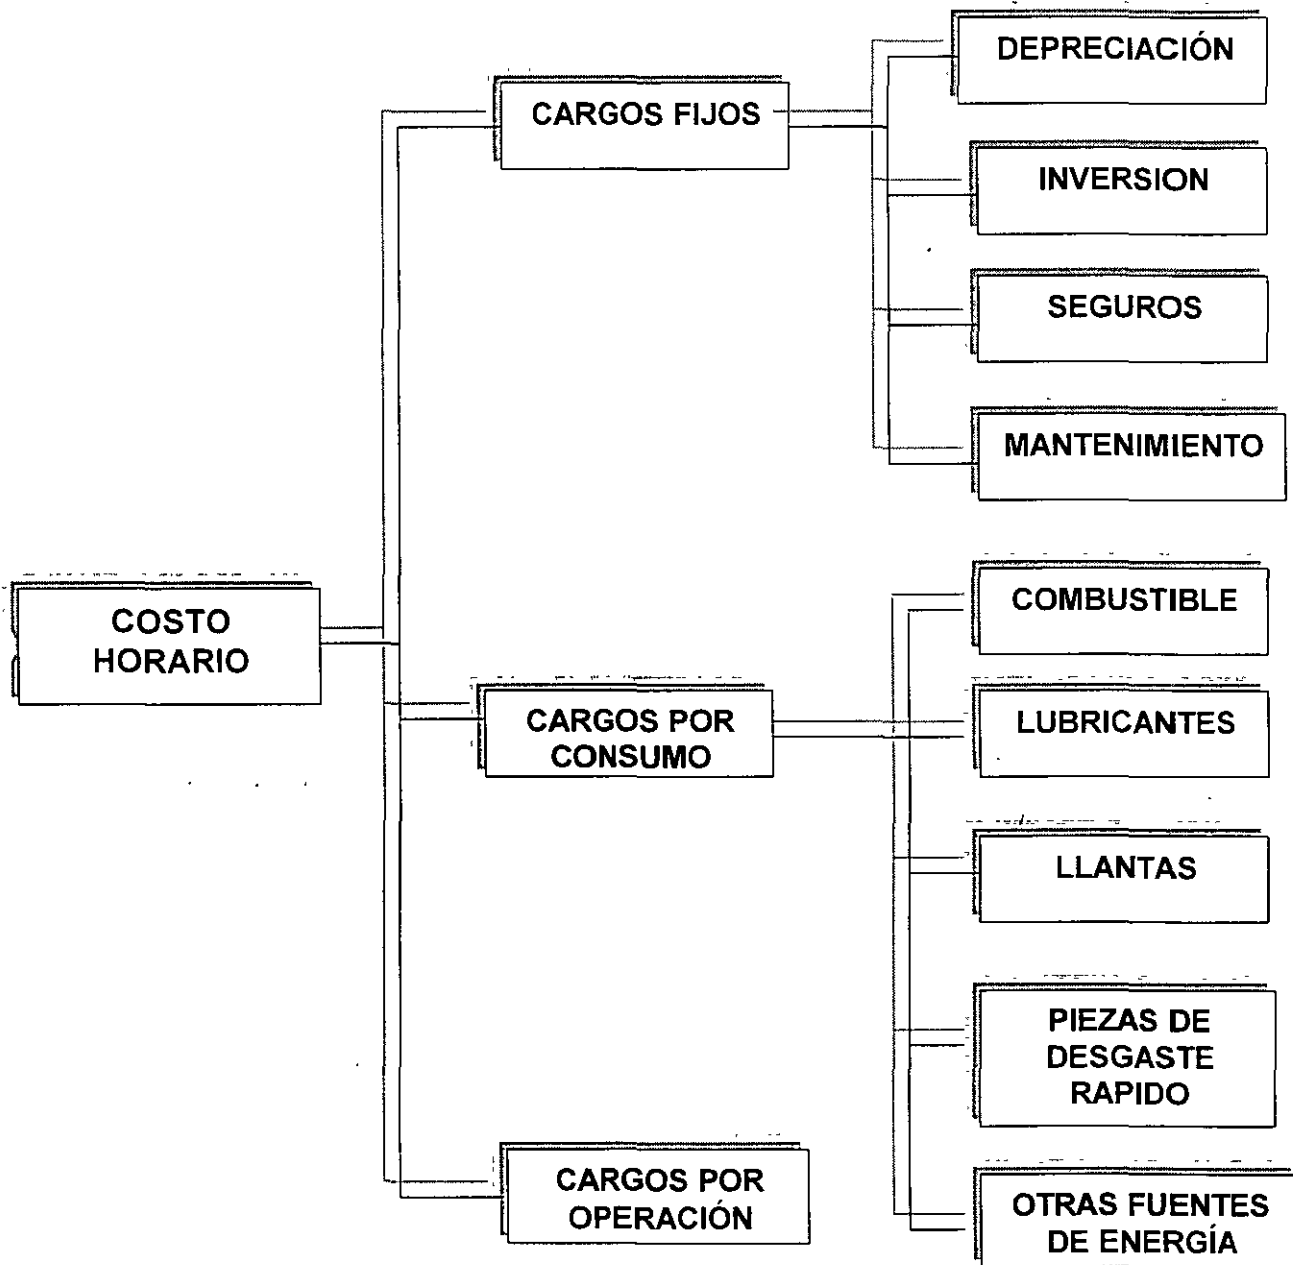 DEPRECIACIÓN
CARGOS FIJOS
INVERSION
SEGUROS
MANTENIMIENTO
COSTO
HORARIO
COMBUSTIBLE
CARGOS POR
CONSUMO
LUBRICANTES
LLANTAS
PIEZAS DE
DESGASTE
RAPIDO
CARGOS POR
OPERACIÓN
OTRAS FUENTES
DE ENERGÍA